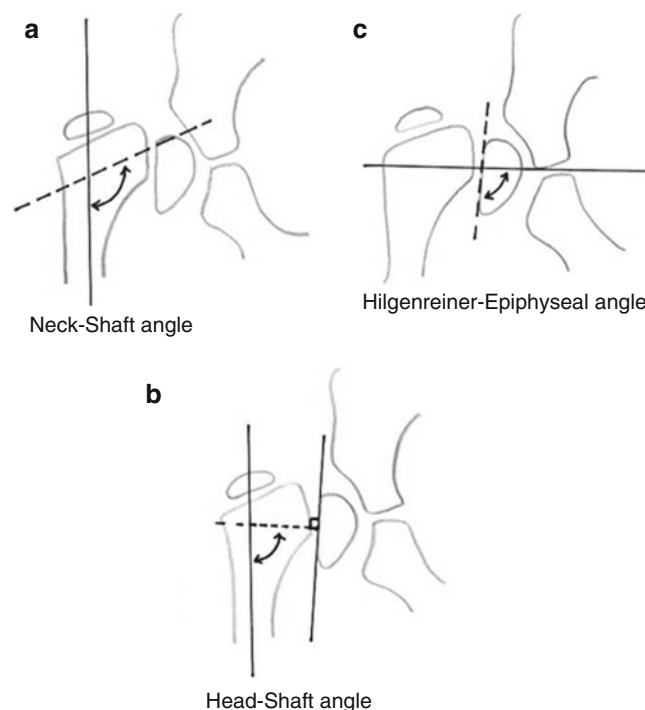 a
Neck-Shaft angle
c
Hilgenreiner-Epiphyseal angle
b
Head-Shaft angle